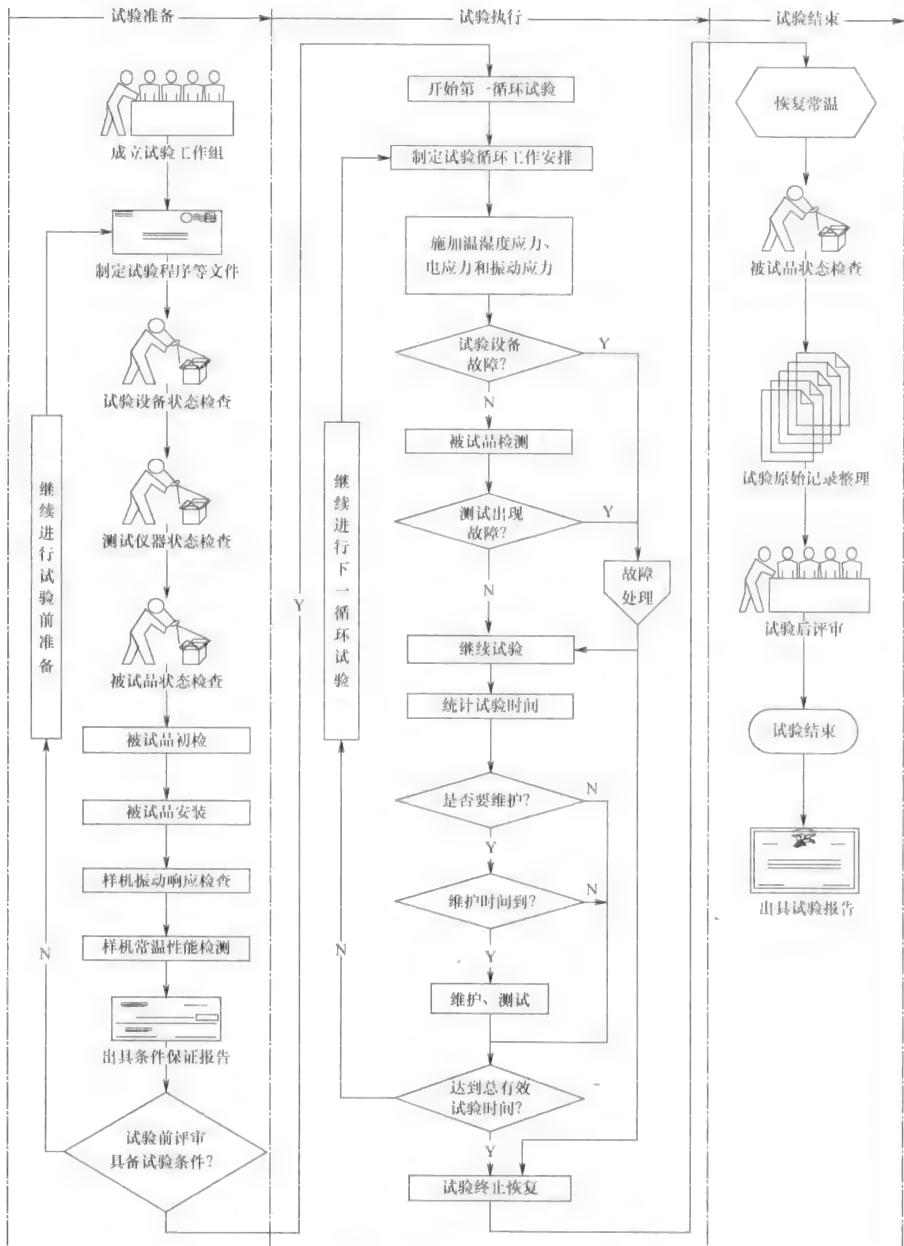 试验准备
试验执行
试验结束
成立试验工作组
制定试验程序等文件
试验设备状态检查
测试仪器状态检查
被试品状态检查
被试品初检
被试品安装
样机振动响应检查
样机常温性能检测
出具条件保证报告
试验前评审
具备试验条件?
N
继续进行试验前准备
Y
开始第一循环试验
制定试验循环工作安排
施加温湿度应力、
电应力和振动应力
试验设备
故障?
Y
N
被试品检测
测试出现
故障?
Y
N
故障
处理
继续试验
统计试验时间
是否要维护?
N
Y
维护时间到?
N
Y
维护、测试
达到总有效
试验时间?
N
继续进行下一循环试验
Y
试验终止恢复
恢复常温
被试品状态检查
试验原始记录整理
试验后评审
试验结束
出具试验报告